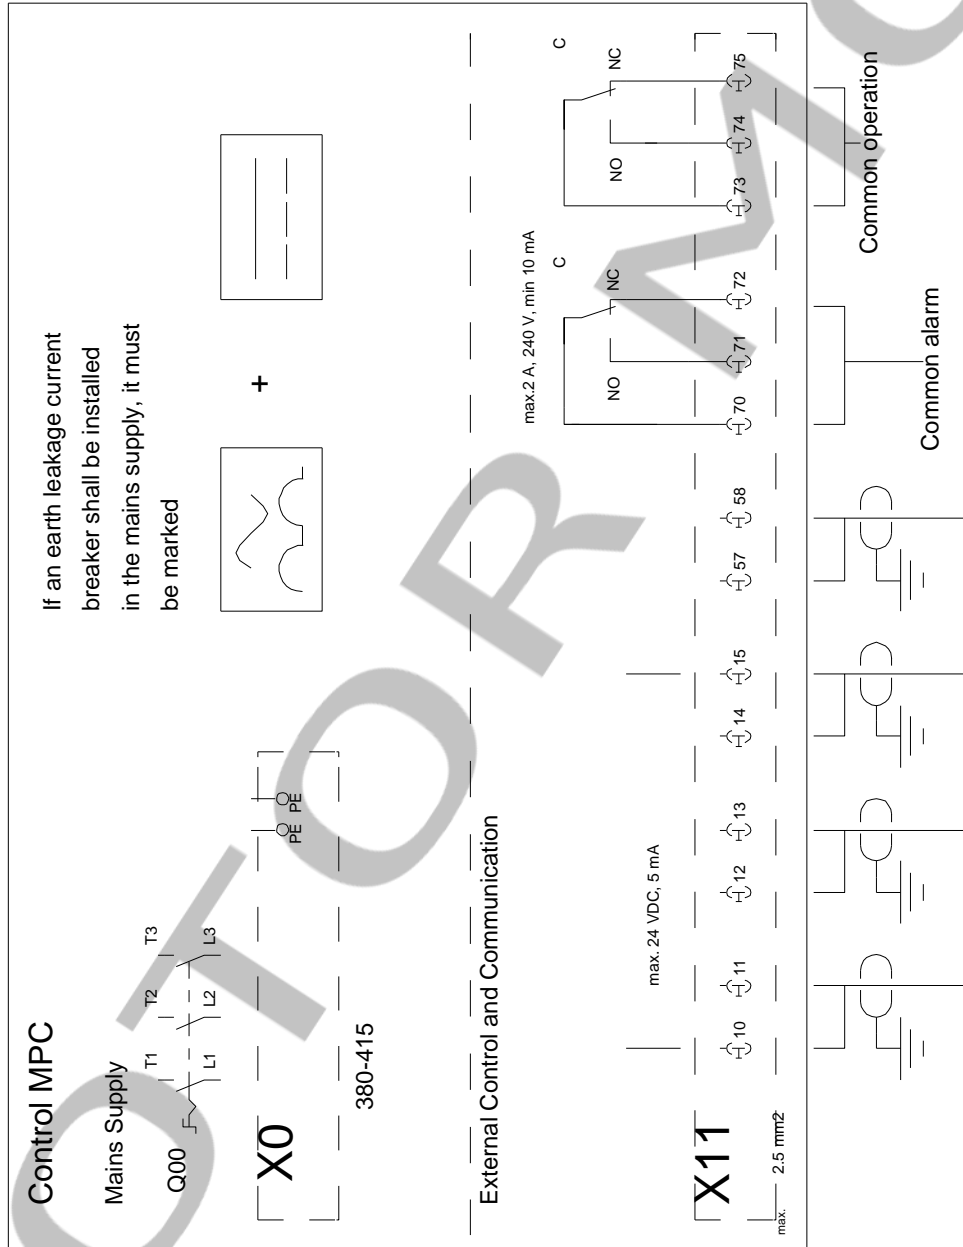 Control MPC
If an earth leakage current
breaker shall be installed
in the mains supply, it must
be marked
Mains Supply
T1 T2 T3
Q00
L1 L2 L3
+
X0
PE PE
380-415
External Control and Communication
C C
max.2 A, 240 V, min 10 mA
NO NC NO NC
max. 24 VDC, 5 mA
X11
10 11 12 13 14 15 57 58 70 71 72 73 74 75
max. 2.5 mm2
Common operation
Common alarm
OTOR MO